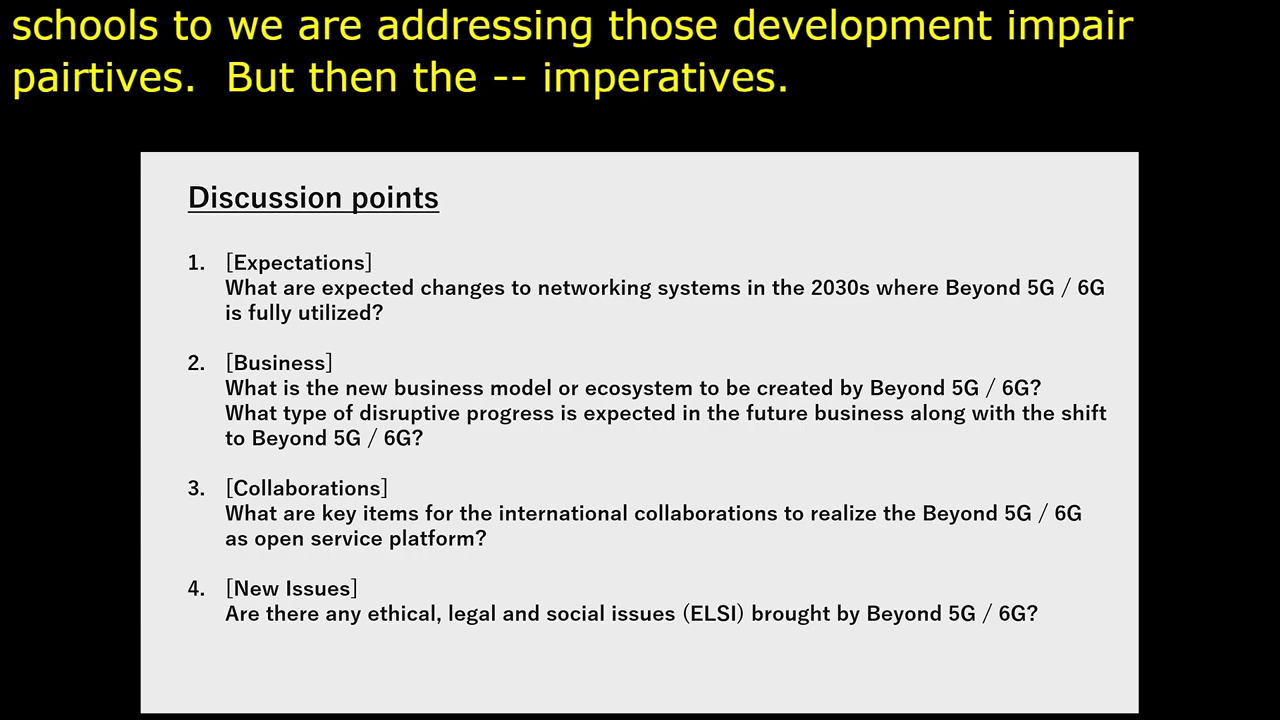 schools to we are addressing those development impair
pairtives.  But then the -- imperatives.
Discussion points
1. [Expectations]
What are expected changes to networking systems in the 2030s where Beyond 5G / 6G
is fully utilized?
2. [Business]
What is the new business model or ecosystem to be created by Beyond 5G / 6G?
What type of disruptive progress is expected in the future business along with the shift
to Beyond 5G / 6G?
3. [Collaborations]
What are key items for the international collaborations to realize the Beyond 5G / 6G
as open service platform?
4. [New Issues]
Are there any ethical, legal and social issues (ELSI) brought by Beyond 5G / 6G?